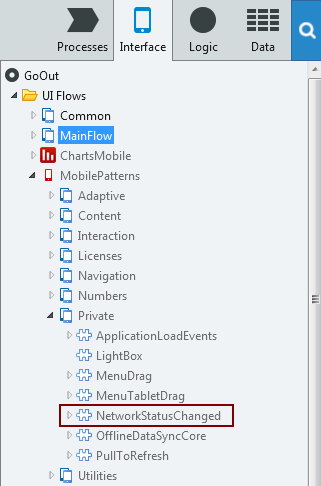 Processes Interface Logic Data
GoOut
UI Flows
Common
MainFlow
ChartsMobile
MobilePatterns
Adaptive
Content
Interaction
Licenses
Navigation
Numbers
Private
ApplicationLoadEvents
LightBox
MenuDrag
MenuTabletDrag
NetworkStatusChanged
OfflineDataSyncCore
PullToRefresh
Utilities